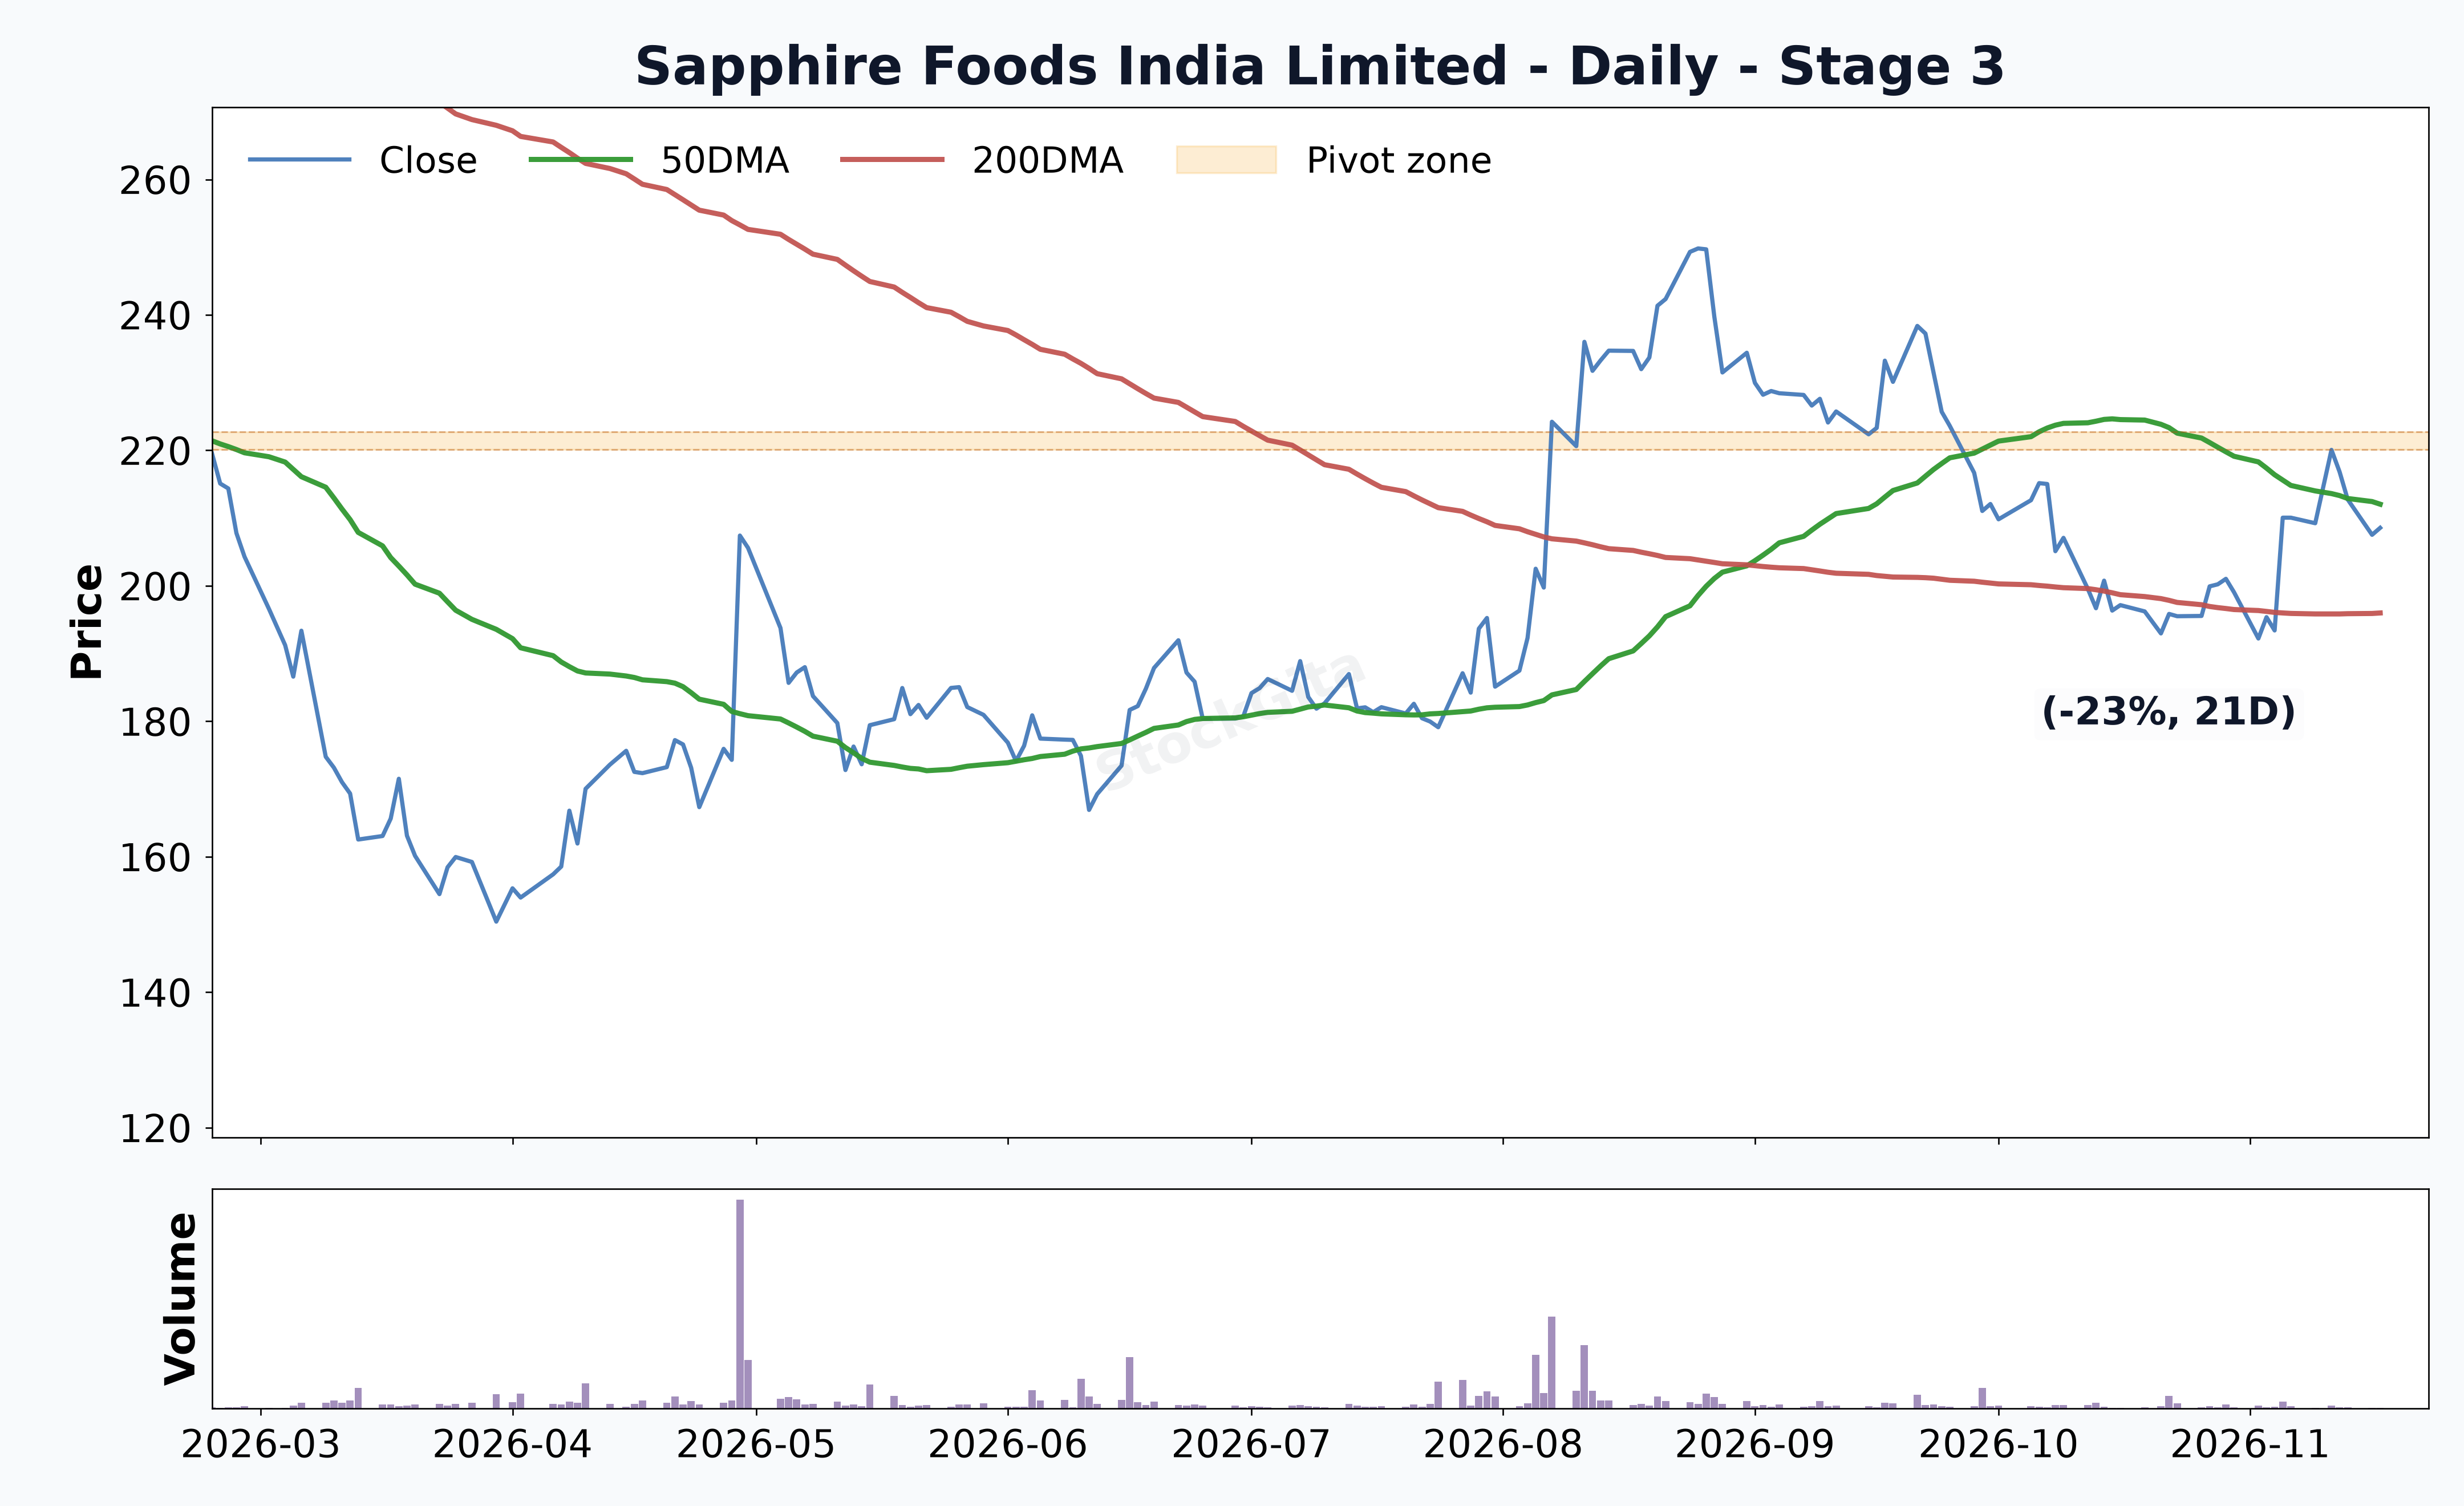 Sapphire Foods India Limited - Daily - Stage 3
Close 50DMA 200DMA Pivot zone
Price
260
240
220
200
180
160
140
120
(-23%, 21D)
Volume
2026-03 2026-04 2026-05 2026-06 2026-07 2026-08 2026-09 2026-10 2026-11